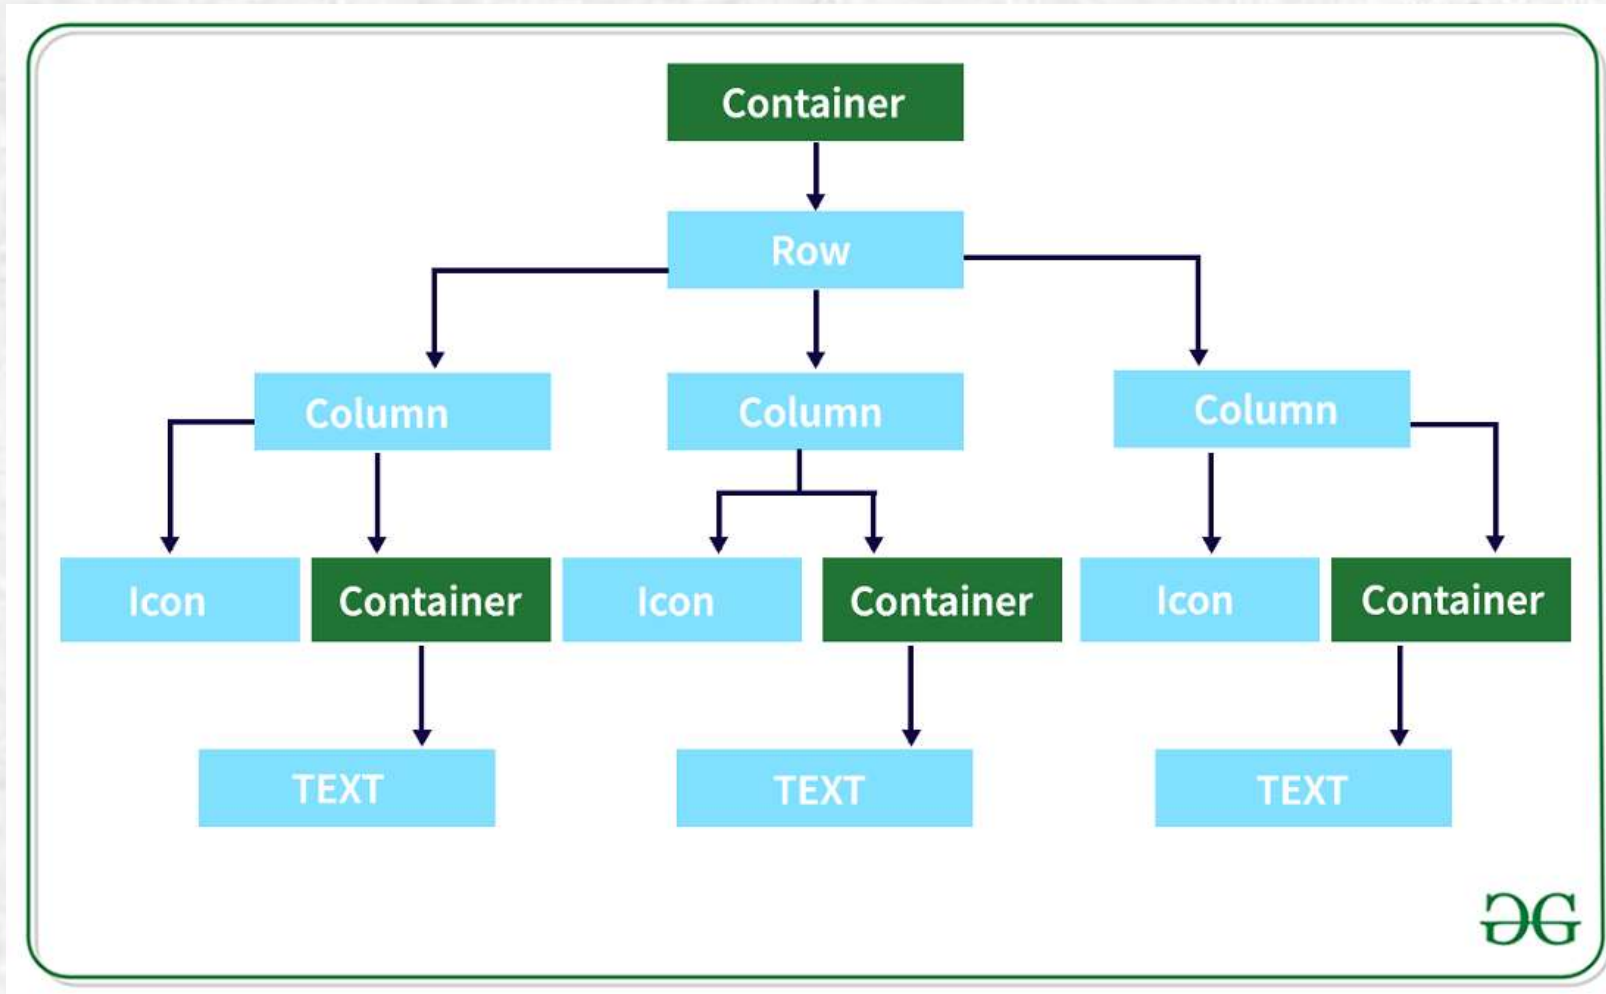 Container
Row
Column
Column
Column
Icon
Container
Icon
Container
Icon
Container
TEXT
TEXT
TEXT